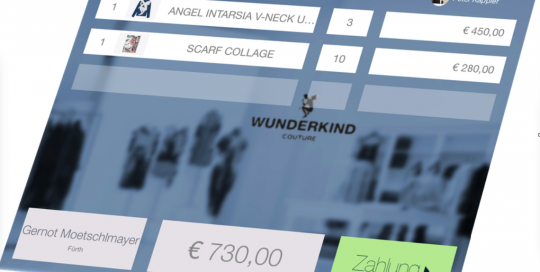 1 ANGEL INTARSIA V-NECK U... 3 € 450,00
1 SCARF COLLAGE 10 € 280,00
WUNDERKIND
COUTURE
Gernot Moetschlmayer
Fürth
€ 730,00
Zahlung